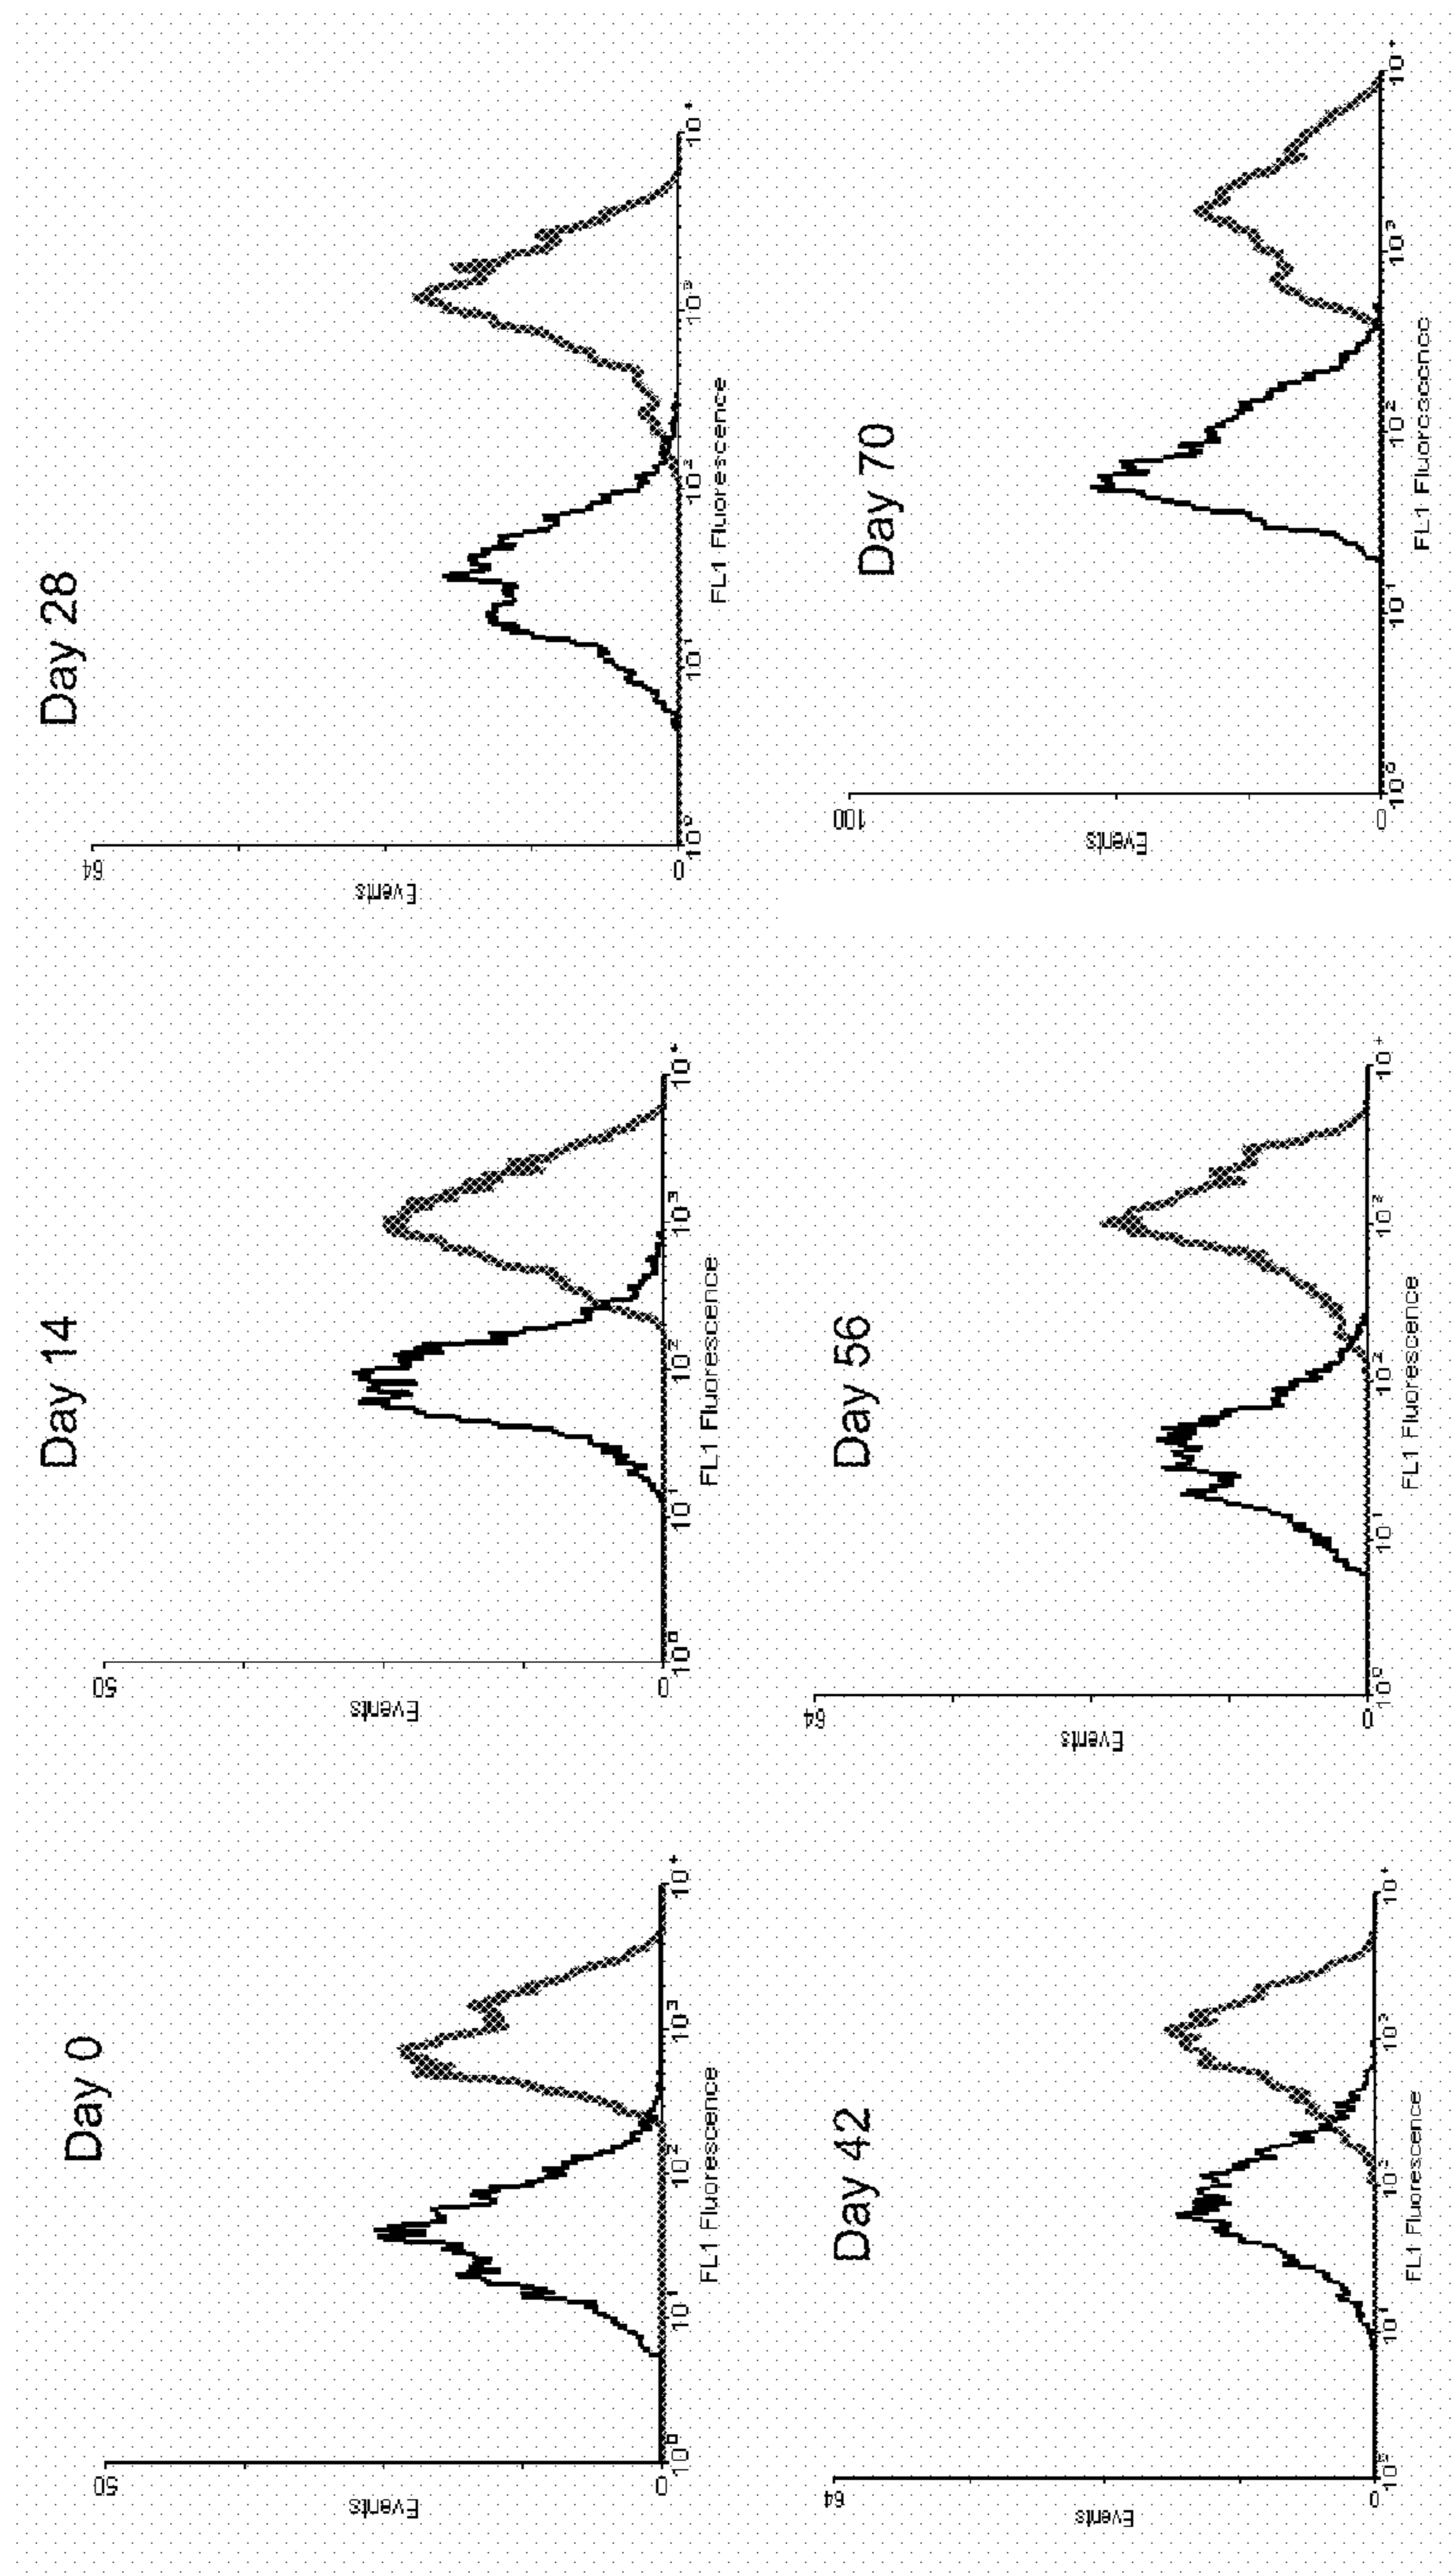 Day 0
50
Events
0
10⁰ 10¹ 10² 10³ 10⁴
FL1 Fluorescence
Day 14
50
Events
0
10⁰ 10¹ 10² 10³ 10⁴
FL1 Fluorescence
Day 28
64
Events
0
10⁰ 10¹ 10² 10³ 10⁴
FL1 Fluorescence
Day 42
64
Events
0
10⁰ 10¹ 10² 10³ 10⁴
FL1 Fluorescence
Day 56
64
Events
0
10⁰ 10¹ 10² 10³ 10⁴
FL1 Fluorescence
Day 70
100
Events
0
10⁰ 10¹ 10² 10³ 10⁴
FL1 Fluorescence